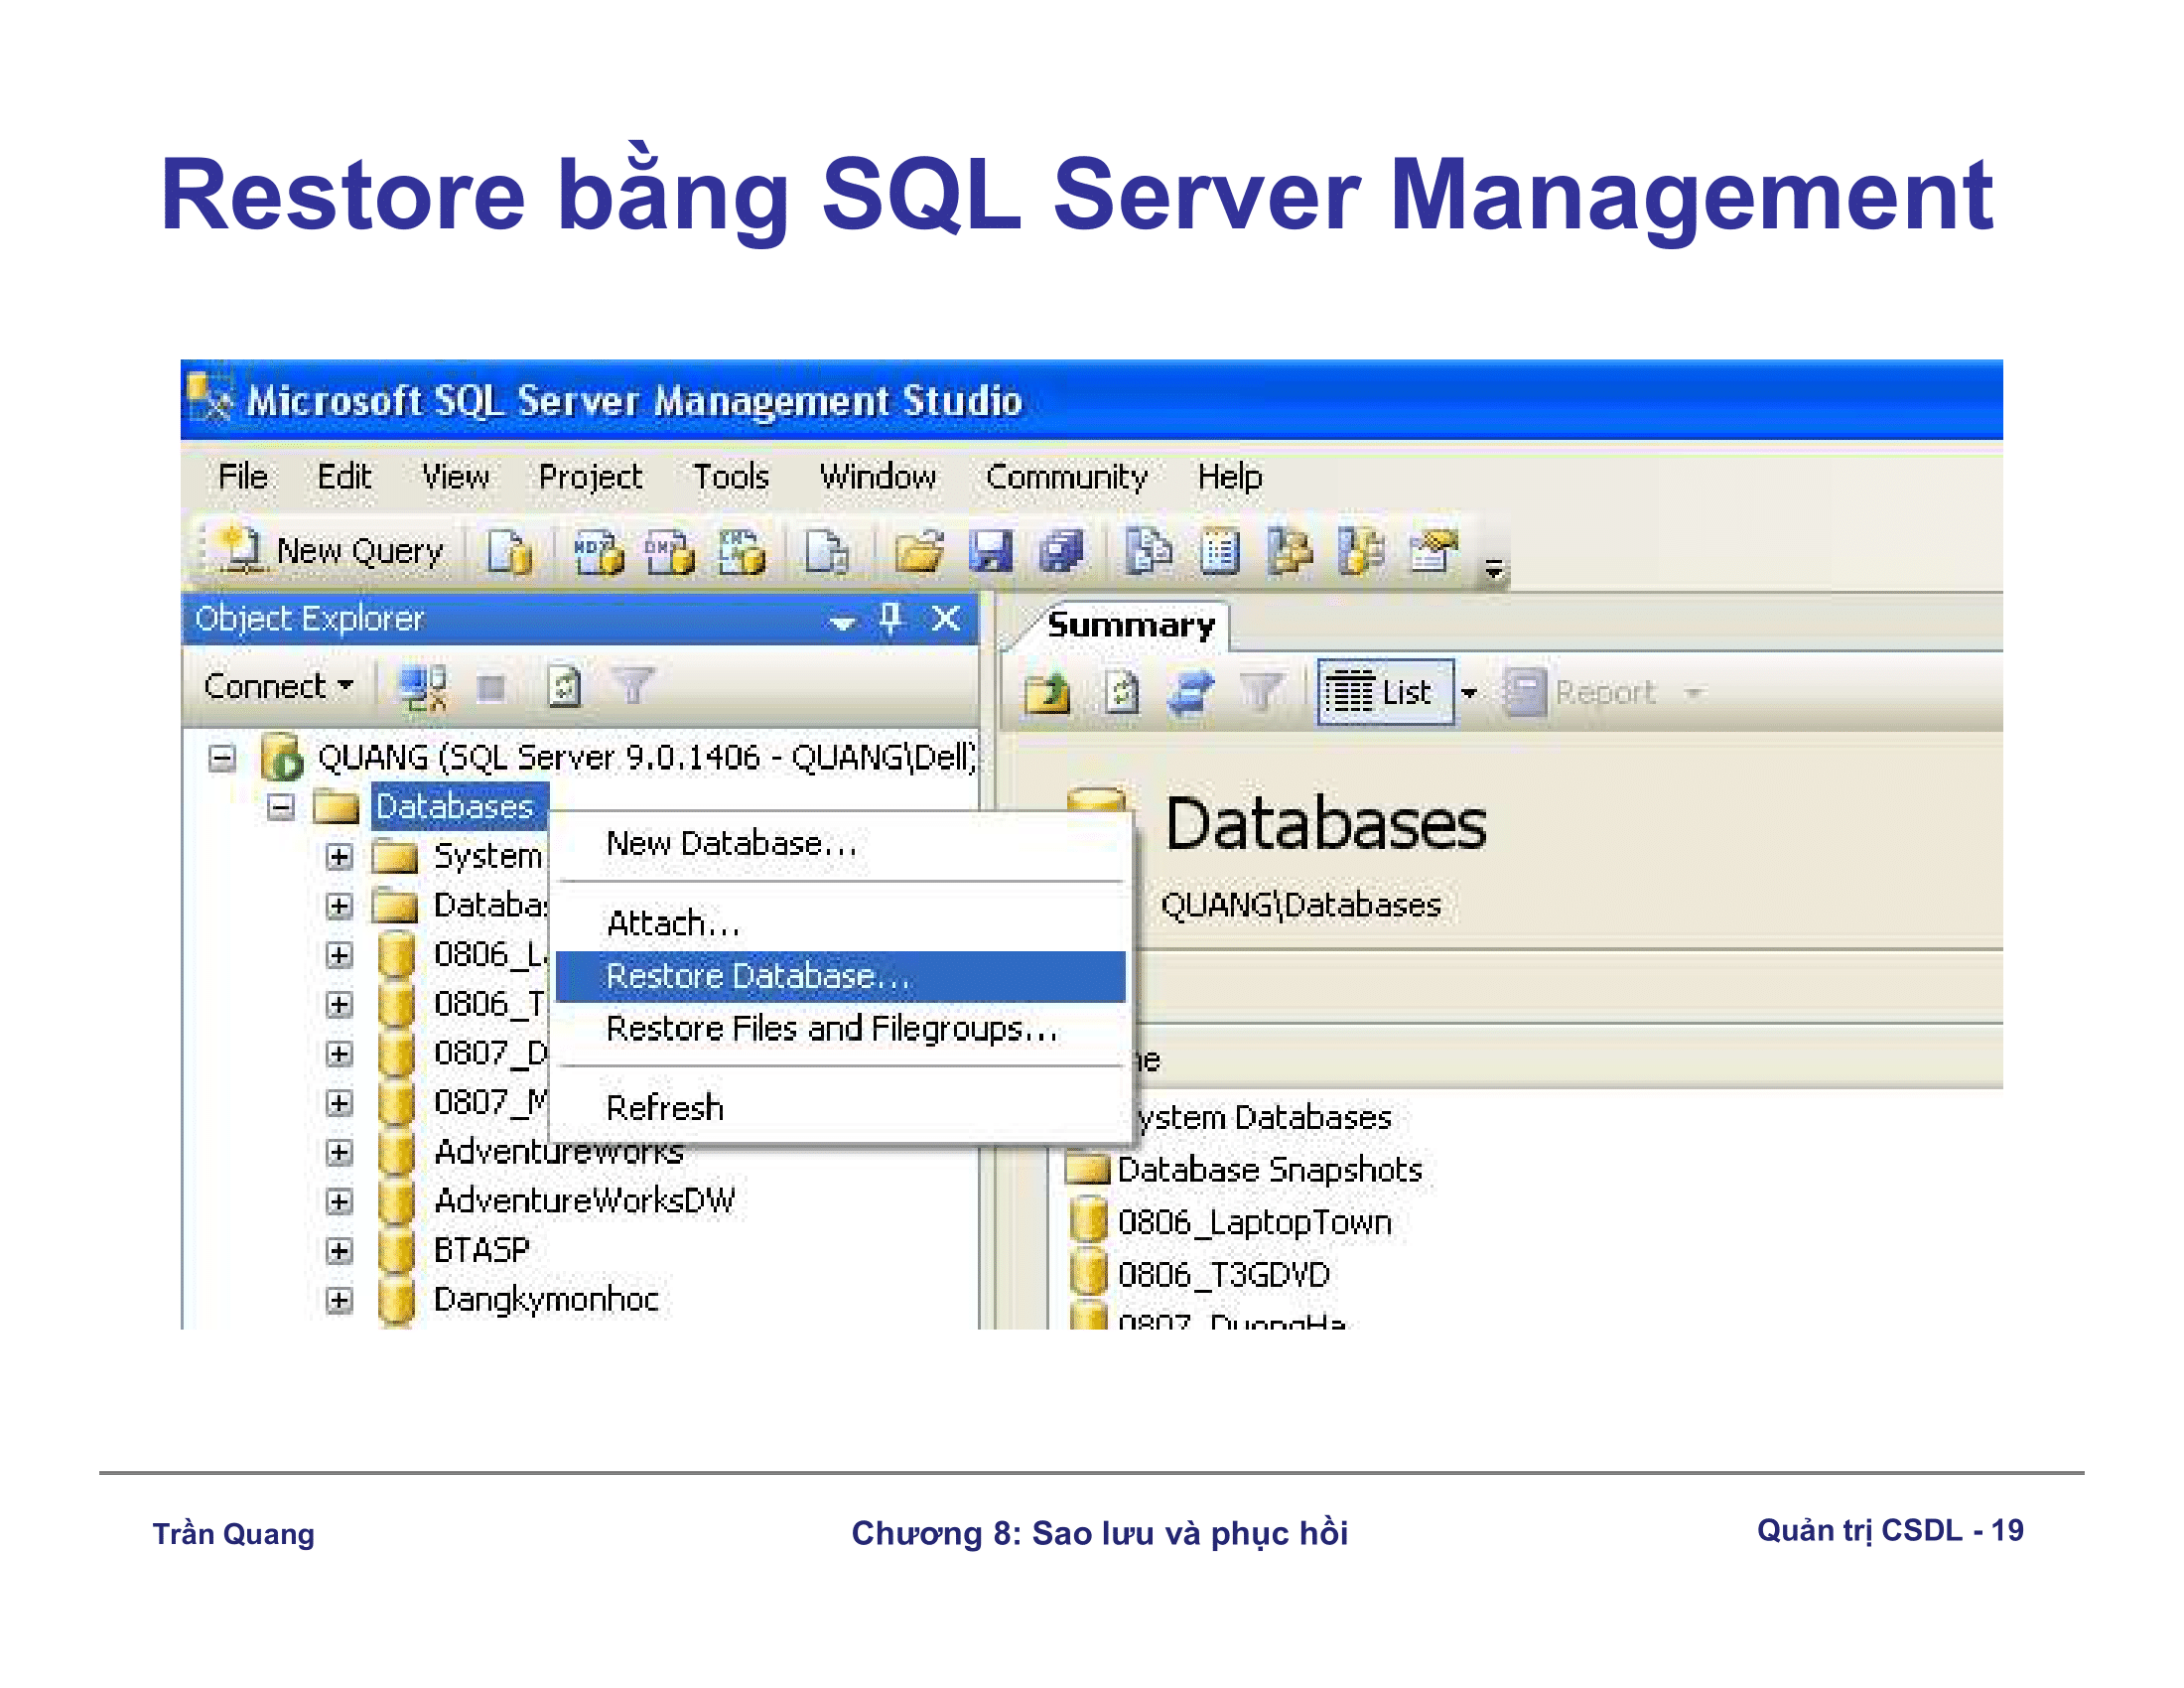 Restore bằng SQL Server Management
Microsoft SQL Server Management Studio
File Edit View Project Tools Window Community Help
New Query
Object Explorer
Summary
Connect
List Report
QUANG (SQL Server 9.0.1406 - QUANG\Dell)
Databases
New Database...
Attach...
Restore Database...
Restore Files and Filegroups...
Refresh
System
0806_L
0806_T
0807_D
0807_M
AdventureWorks
AdventureWorksDW
BTASP
Dangkymonhoc
Databases
QUANG\Databases
ystem Databases
Database Snapshots
0806_LaptopTown
0806_T3GDVD
0807_DuongHa
Trần Quang
Chương 8: Sao lưu và phục hồi
Quản trị CSDL - 19